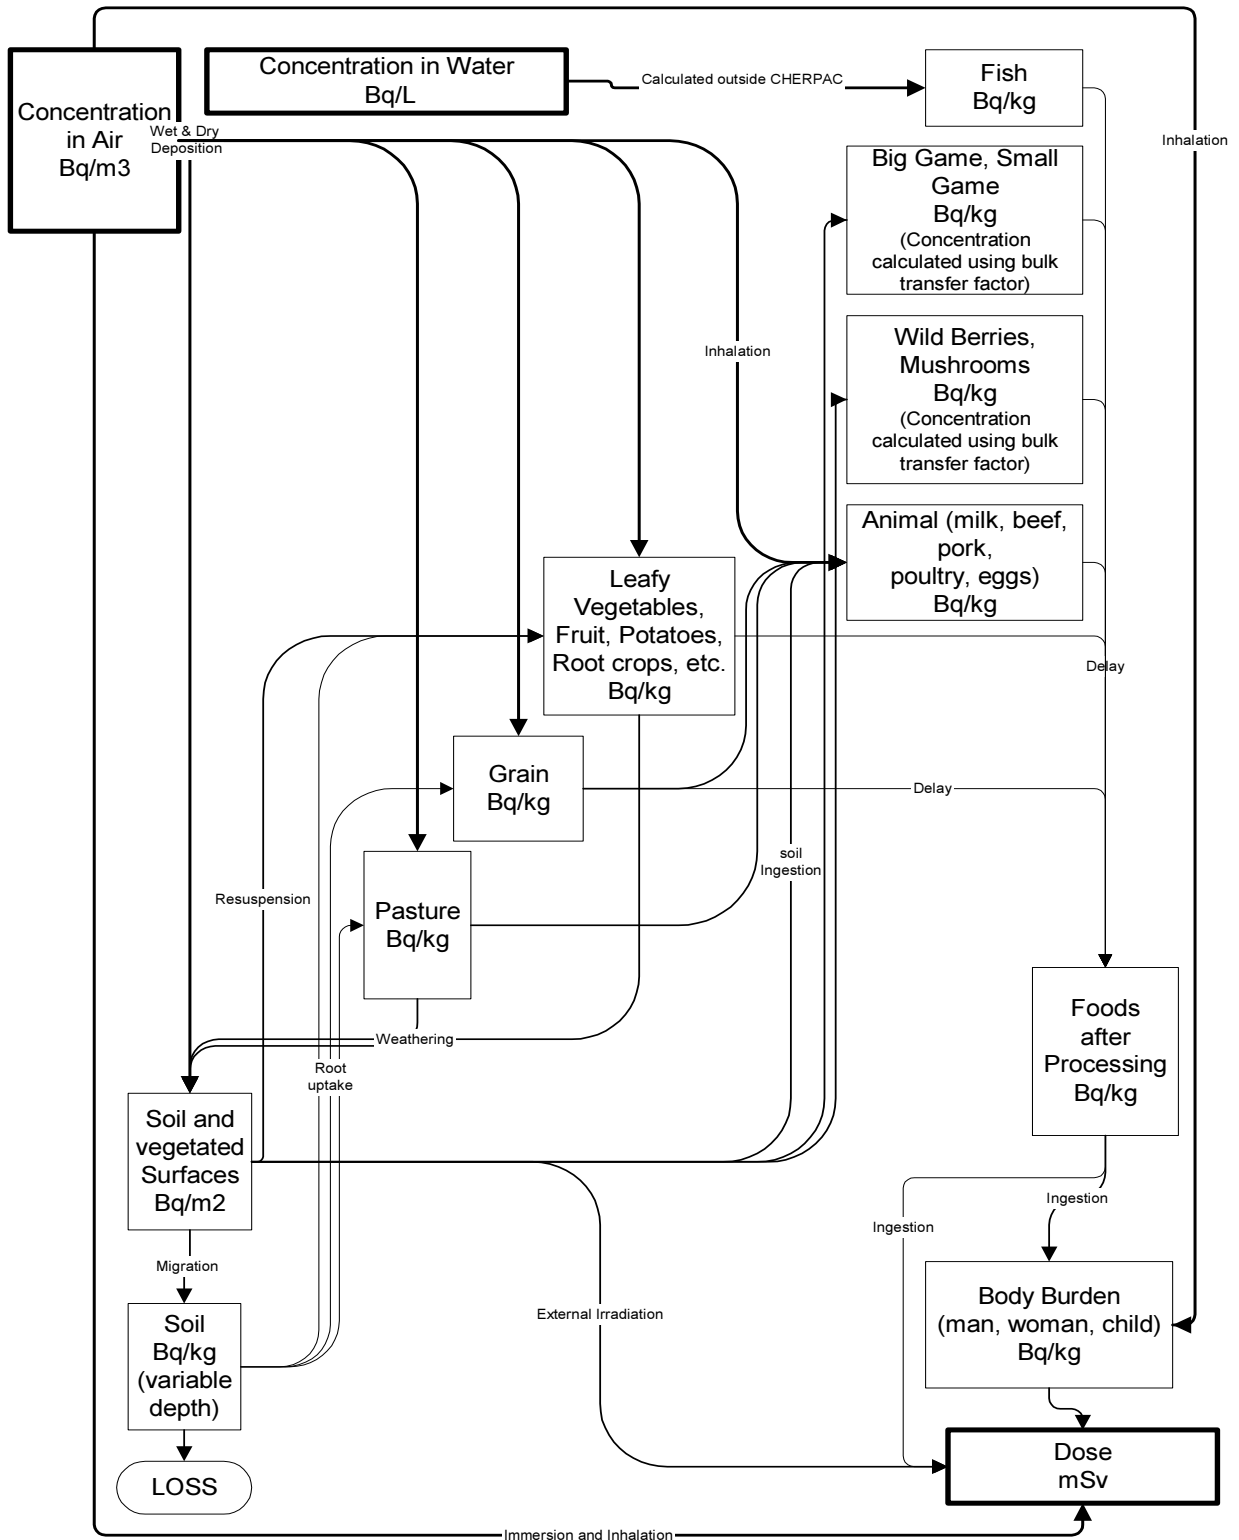 Concentration in Water
Bq/L
Calculated outside CHERPAC
Fish
Bq/kg
Concentration
in Air
Bq/m3
Wet & Dry
Deposition
Inhalation
Big Game, Small
Game
Bq/kg
(Concentration
calculated using bulk
transfer factor)
Wild Berries,
Mushrooms
Bq/kg
(Concentration
calculated using bulk
transfer factor)
Inhalation
Animal (milk, beef,
pork,
poultry, eggs)
Bq/kg
Leafy
Vegetables,
Fruit, Potatoes,
Root crops, etc.
Bq/kg
Delay
Grain
Bq/kg
Delay
soil
Ingestion
Resuspension
Pasture
Bq/kg
Weathering
Root
uptake
Foods
after
Processing
Bq/kg
Soil and
vegetated
Surfaces
Bq/m2
Ingestion
Ingestion
Migration
External Irradiation
Body Burden
(man, woman, child)
Bq/kg
Soil
Bq/kg
(variable
depth)
LOSS
Dose
mSv
Immersion and Inhalation